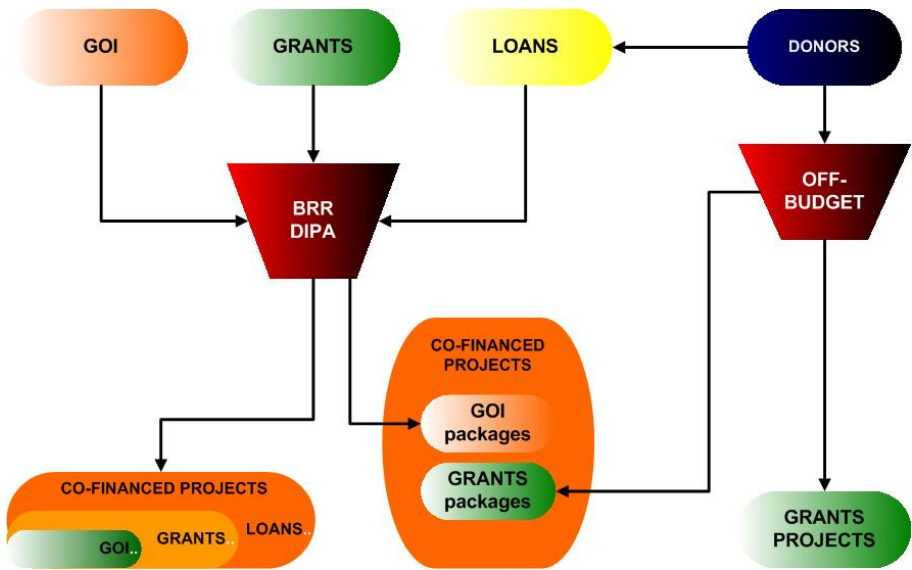 GOI
GRANTS
LOANS
DONORS
BRR
DIPA
OFF-
BUDGET
CO-FINANCED
PROJECTS
GOI
packages
GRANTS
packages
CO-FINANCED PROJECTS
GOI..
GRANTS..
LOANS..
GRANTS
PROJECTS